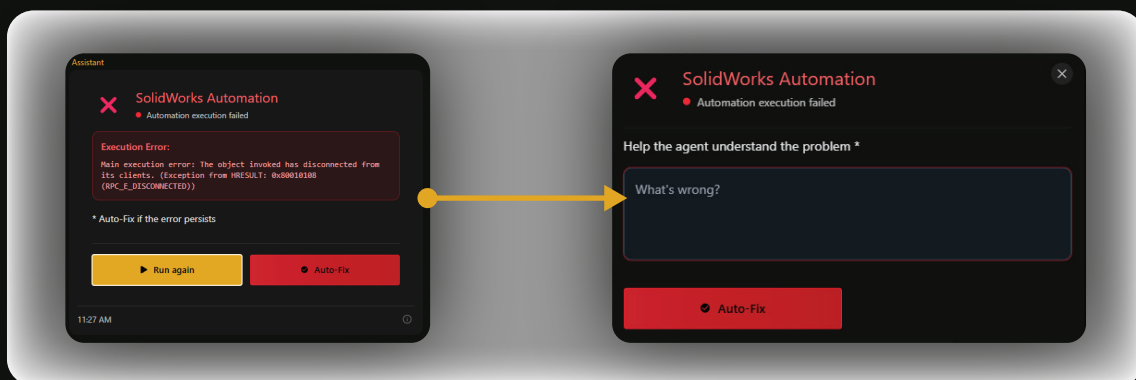 Assistant
SolidWorks Automation
Automation execution failed
Execution Error:
Main execution error: The object invoked has disconnected from
its clients. (Exception from HRESULT: 0x80010108
(RPC_E_DISCONNECTED))
* Auto-Fix if the error persists
Run again
Auto-Fix
11:27 AM
SolidWorks Automation
Automation execution failed
Help the agent understand the problem *
What's wrong?
Auto-Fix